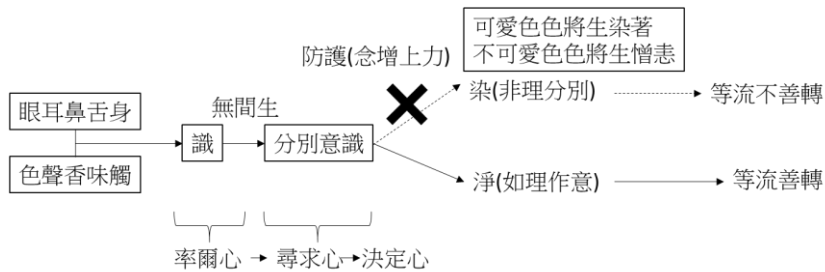 可愛色色將生染著
不可愛色色將生憎恚
防護(念增上力)
染(非理分別)
等流不善轉
眼耳鼻舌身
無間生
識
分別意識
色聲香味觸
淨(如理作意)
等流善轉
率爾心
尋求心
決定心